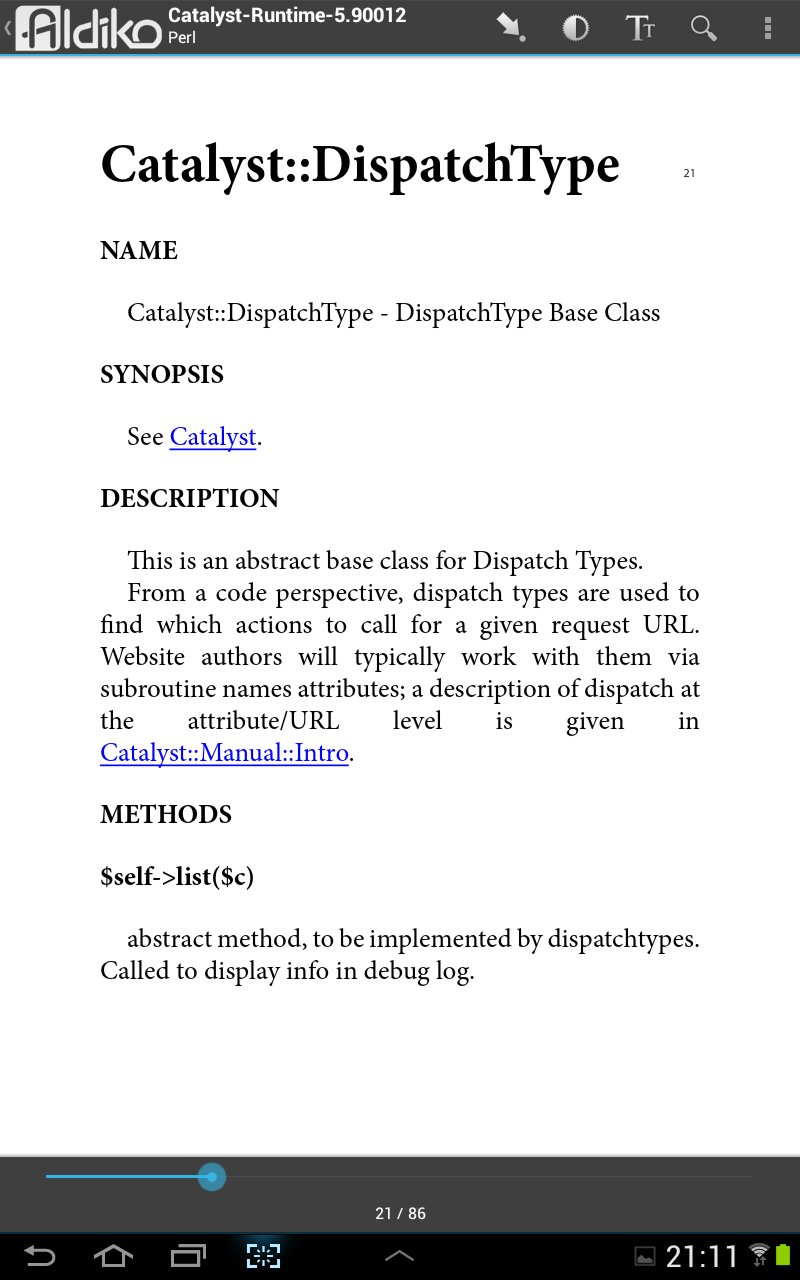 Aldiko
Catalyst-Runtime-5.90012
Perl
TT
Catalyst::DispatchType
21
NAME
Catalyst::DispatchType - DispatchType Base Class
SYNOPSIS
See Catalyst.
DESCRIPTION
This is an abstract base class for Dispatch Types.
From a code perspective, dispatch types are used to
find which actions to call for a given request URL.
Website authors will typically work with them via
subroutine names attributes; a description of dispatch at
the attribute/URL level is given in
Catalyst::Manual::Intro.
METHODS
$self->list($c)
abstract method, to be implemented by dispatchtypes.
Called to display info in debug log.
21 / 86
21:11